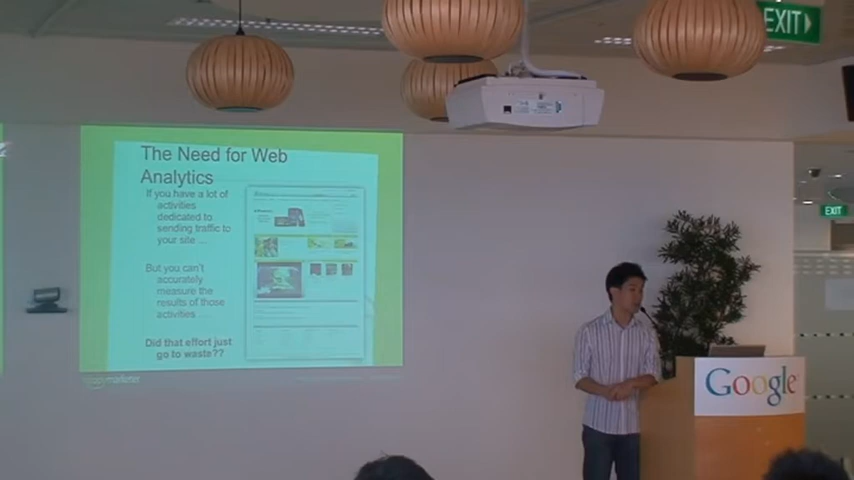 EXIT
The Need for Web
Analytics
If you have a lot of
activities
dedicated to
sending traffic to
your site ...
But you can't
accurately
measure the
results of those
activities ...
Did that effort just
go to waste??
EXIT
Google